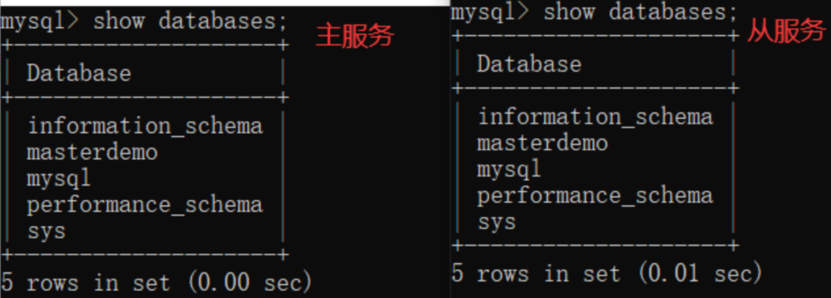 mysql> show databases;
主服务
+--------------------+
| Database           |
+--------------------+
| information_schema |
| masterdemo         |
| mysql              |
| performance_schema |
| sys                |
+--------------------+
5 rows in set (0.00 sec)
mysql> show databases;
从服务
+--------------------+
| Database           |
+--------------------+
| information_schema |
| masterdemo         |
| mysql              |
| performance_schema |
| sys                |
+--------------------+
5 rows in set (0.01 sec)